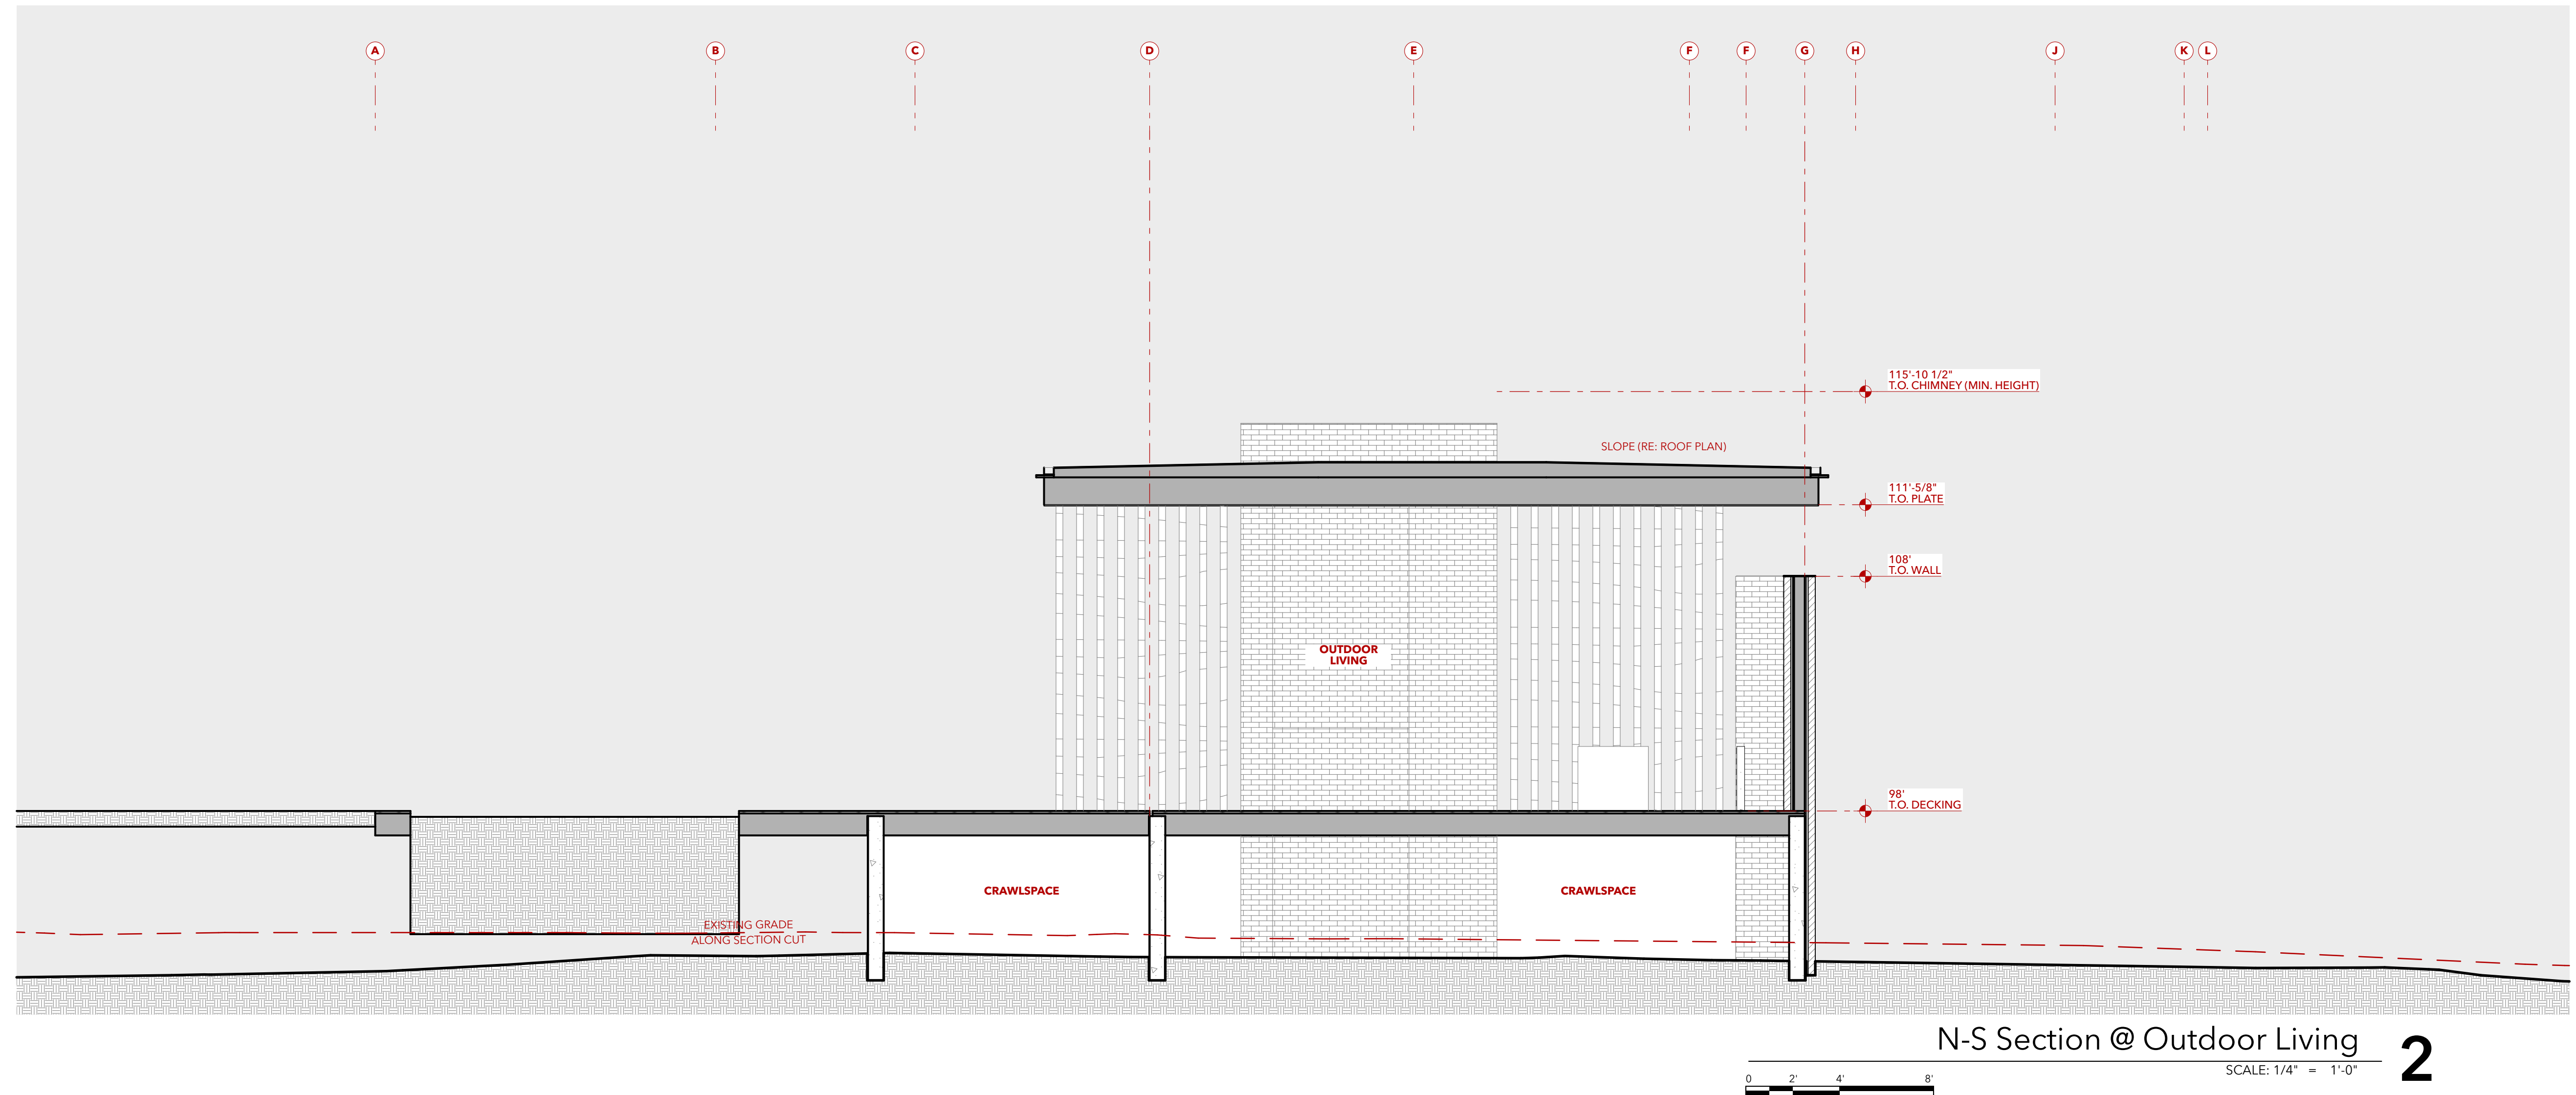 A B C D E F F G H J K L
115'-10 1/2"
T.O. CHIMNEY (MIN. HEIGHT)
SLOPE (RE: ROOF PLAN)
111'-5/8"
T.O. PLATE
108'
T.O. WALL
OUTDOOR
LIVING
98'
T.O. DECKING
CRAWLSPACE CRAWLSPACE
EXISTING GRADE
ALONG SECTION CUT
N-S Section @ Outdoor Living 2
SCALE: 1/4" = 1'-0"
0 2' 4' 8'